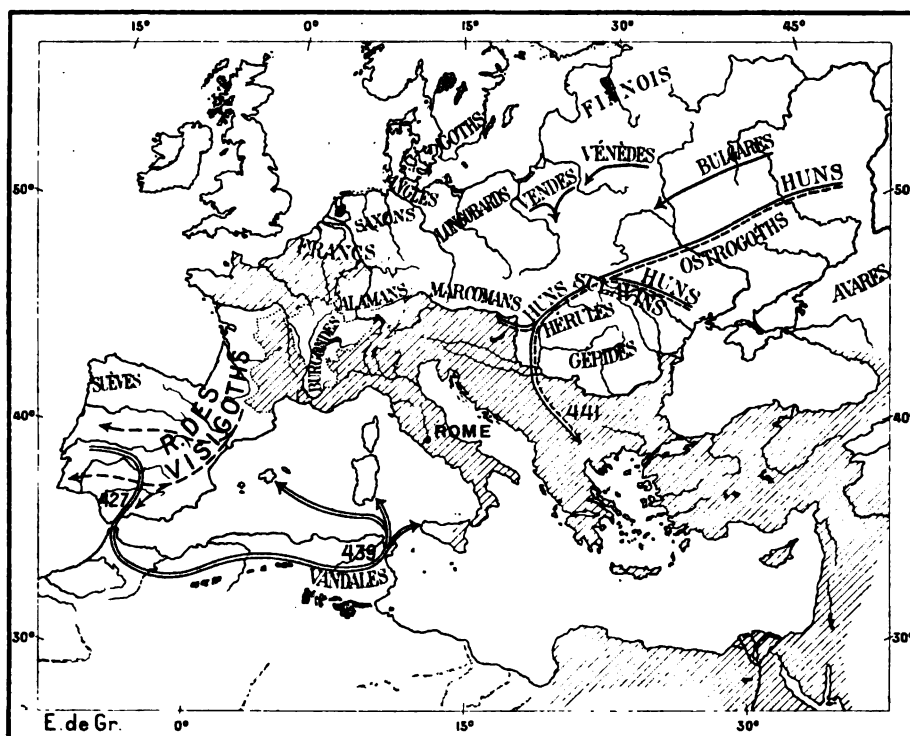 15° 0° 15° 30° 45°
FINNOIS
OSTROGOTHS
VÉNÈDES
BULGARES
50° 50°
ANGLES
VENDES
HUNS
SAXONS
LONGOBARDS
FRANCS
OSTROGOTHS
HUNS
ALAMANS
MARCOMANS
HUNS
SCLAVINS
AVARES
HÉRULES
BURGONDES
GÉPIDES
SUÈVES
R. DES
VISIGOTHS
40° 40°
441
ROME
427
439
VANDALES
30° 30°
E. de Gr.
0° 15° 30°